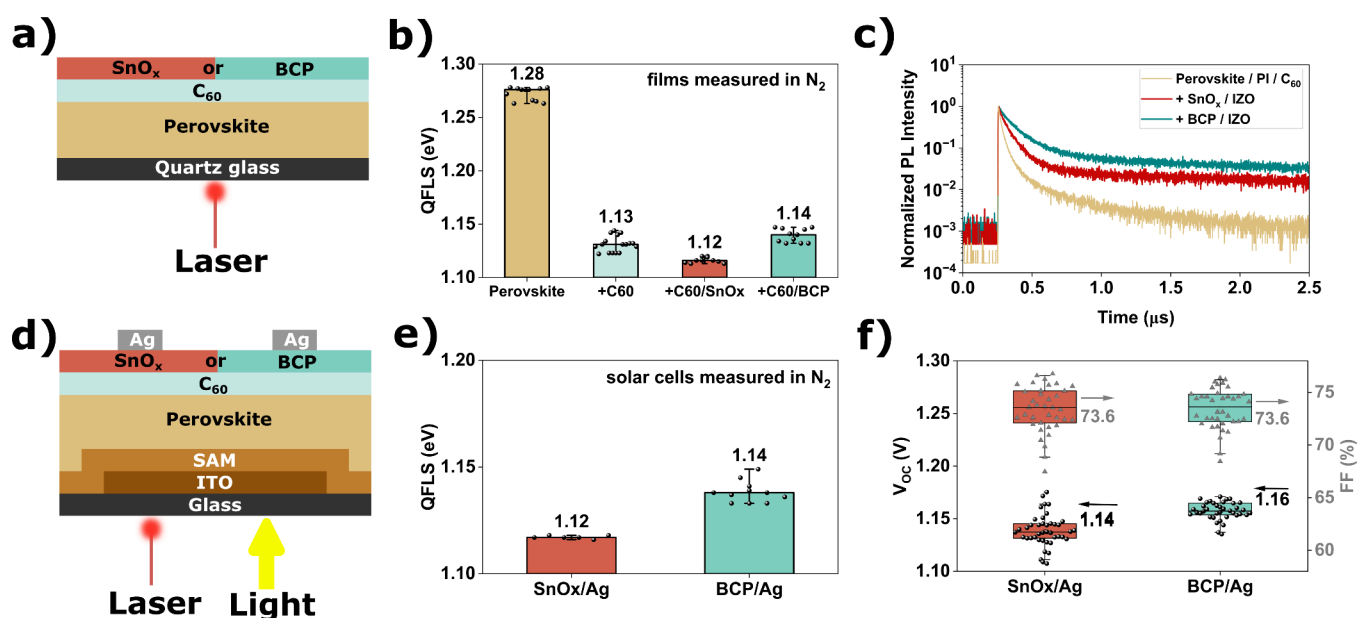 a)
SnOₓ or BCP
C₆₀
Perovskite
Quartz glass
Laser
b)
films measured in N₂
QFLS (eV)
1.30
1.25
1.20
1.15
1.10
1.28
1.13
1.12
1.14
Perovskite
+C60
+C60/SnOx
+C60/BCP
c)
Normalized PL Intensity
10¹
10⁰
10⁻¹
10⁻²
10⁻³
10⁻⁴
Perovskite / PI / C₆₀
+ SnOₓ / IZO
+ BCP / IZO
0.0
0.5
1.0
1.5
2.0
2.5
Time (μs)
d)
Ag
Ag
SnOₓ or BCP
C₆₀
Perovskite
SAM
ITO
Glass
Laser
Light
e)
solar cells measured in N₂
QFLS (eV)
1.20
1.15
1.10
1.12
1.14
SnOx/Ag
BCP/Ag
f)
V_OC (V)
1.30
1.25
1.20
1.15
1.10
73.6
73.6
1.14
1.16
75
70
65
60
FF (%)
SnOx/Ag
BCP/Ag